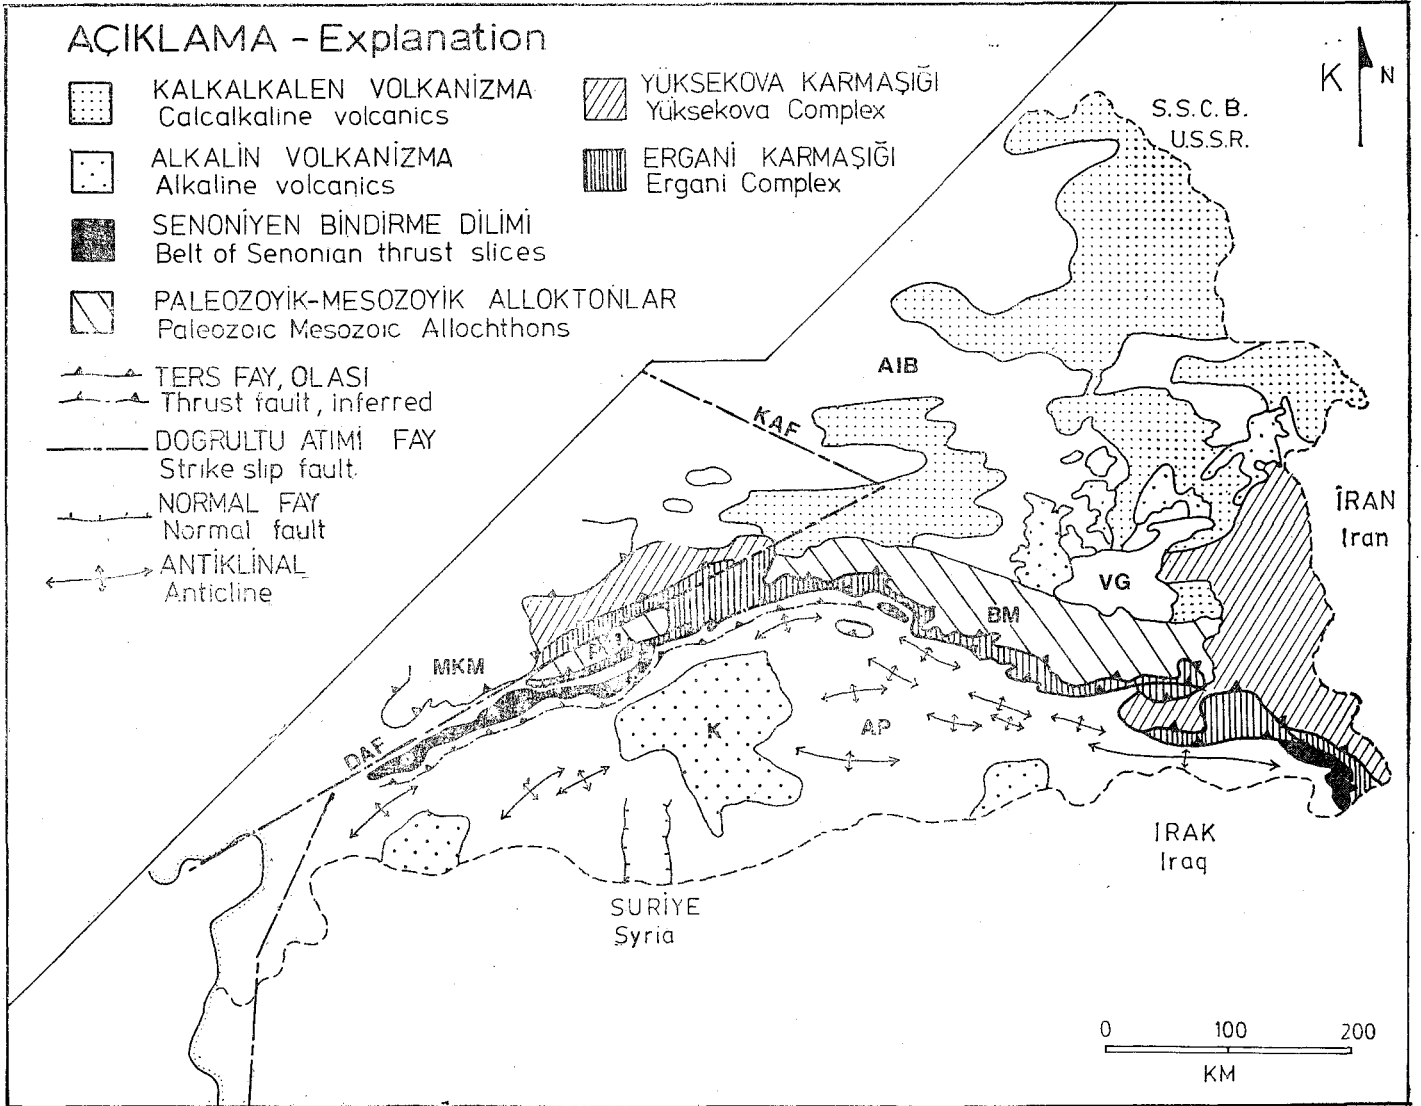 AÇIKLAMA - Explanation
KALKALKALEN VOLKANİZMA
Calcalkaline volcanics
ALKALİN VOLKANİZMA
Alkaline volcanics
SENONİYEN BİNDİRME DİLİMİ
Belt of Senonian thrust slices
PALEOZOYİK-MESOZOYİK ALLOKTONLAR
Paleozoic Mesozoic Allochthons
TERS FAY, OLASI
Thrust fault, inferred
DOĞRULTU ATIMI FAY
Strike slip fault
NORMAL FAY
Normal fault
ANTİKLİNAL
Anticline
YÜKSEKOVA KARMAŞIĞI
Yüksekova Complex
ERGANİ KARMAŞIĞI
Ergani Complex
K N
S.S.C.B.
U.S.S.R.
AIB
KAF
İRAN
Iran
VG
BM
MKM
K
AP
DAF
IRAK
Iraq
SURİYE
Syria
0 100 200
KM